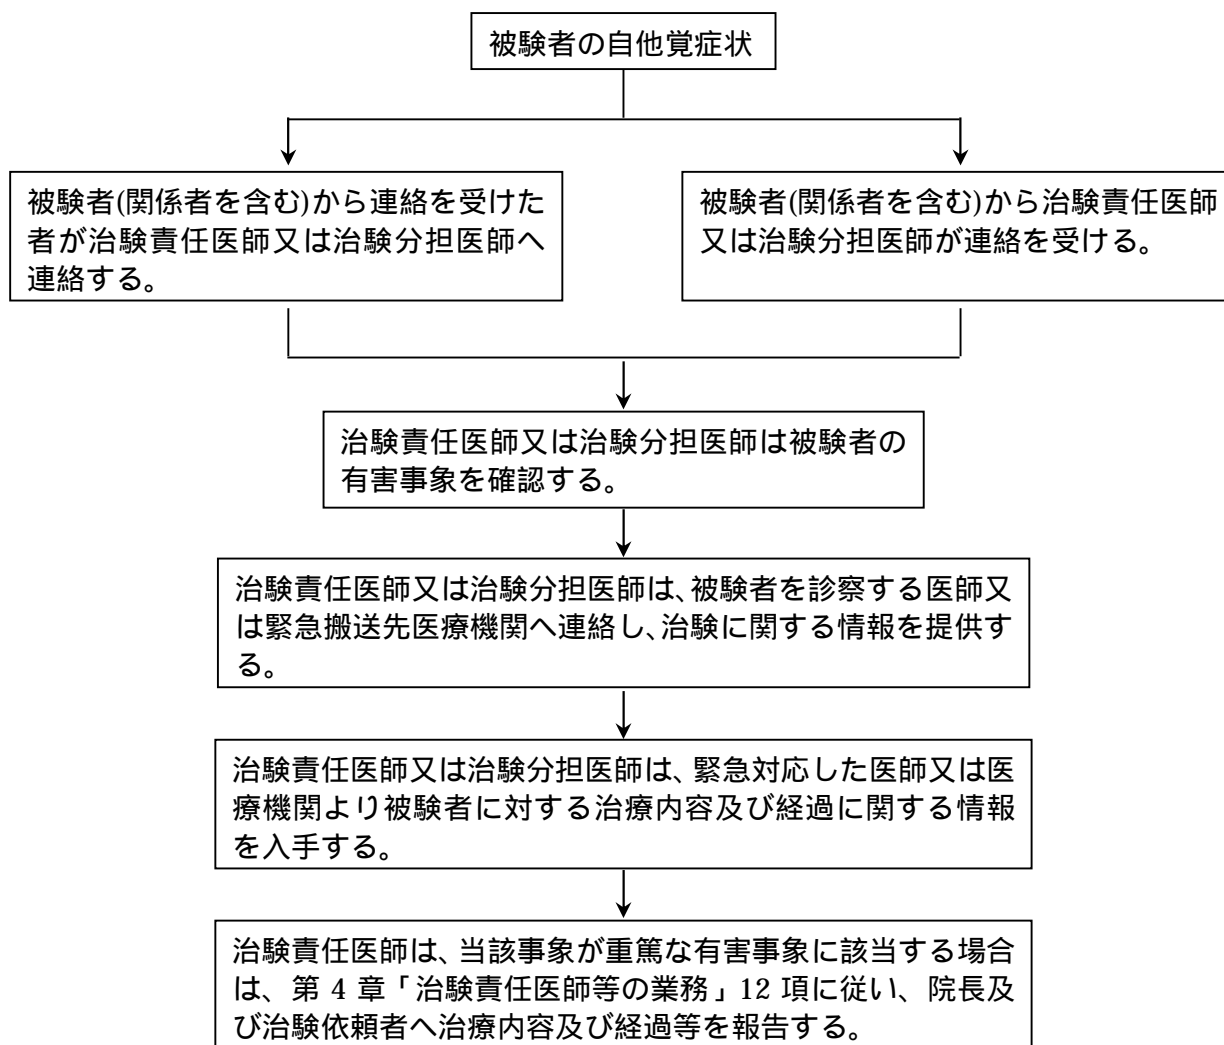 被験者の自他覚症状
被験者(関係者を含む)から連絡を受けた
者が治験責任医師又は治験分担医師へ
連絡する。
被験者(関係者を含む)から治験責任医師
又は治験分担医師が連絡を受ける。
治験責任医師又は治験分担医師は被験者の
有害事象を確認する。
治験責任医師又は治験分担医師は、被験者を診察する医師又
は緊急搬送先医療機関へ連絡し、治験に関する情報を提供す
る。
治験責任医師又は治験分担医師は、緊急対応した医師又は医
療機関より被験者に対する治療内容及び経過に関する情報
を入手する。
治験責任医師は、当該事象が重篤な有害事象に該当する場合
は、第 4 章「治験責任医師等の業務」12 項に従い、院長及
び治験依頼者へ治療内容及び経過等を報告する。